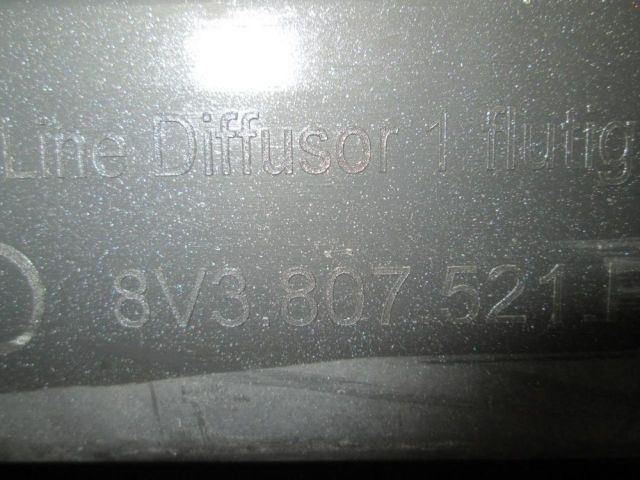 Line Diffusor 1 flutig
8V3.807.521.F